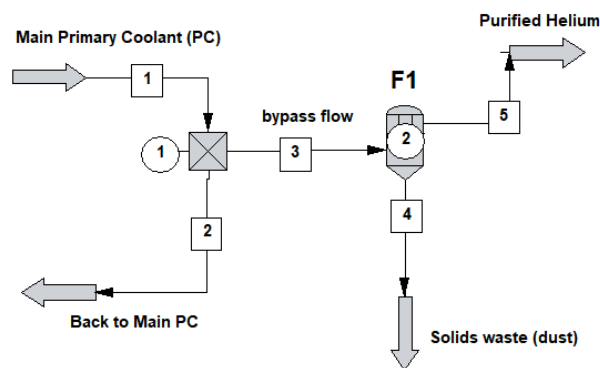 Purified Helium
Main Primary Coolant (PC)
1
F1
5
bypass flow
1
3
2
2
4
Back to Main PC
Solids waste (dust)